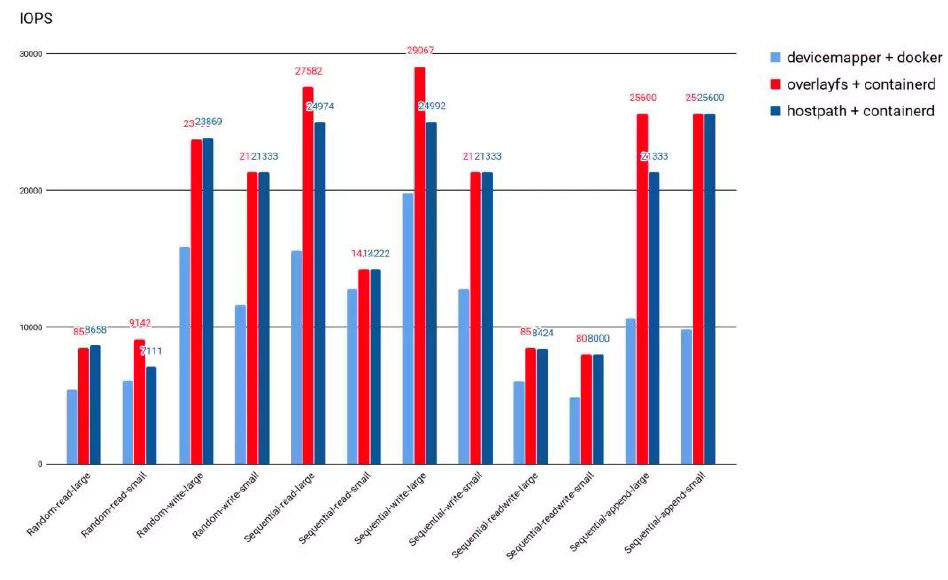 IOPS
30000
20000
10000
0
devicemapper + docker
overlayfs + containerd
hostpath + containerd
8658
9142
7111
23869
21333
27582
24974
14222
29067
24992
21333
8424
8000
25600
21333
25600
Random-read-large
Random-read-small
Random-write-large
Random-write-small
Sequential-read-large
Sequential-read-small
Sequential-write-large
Sequential-write-small
Sequential-readwrite-large
Sequential-readwrite-small
Sequential-append-large
Sequential-append-small